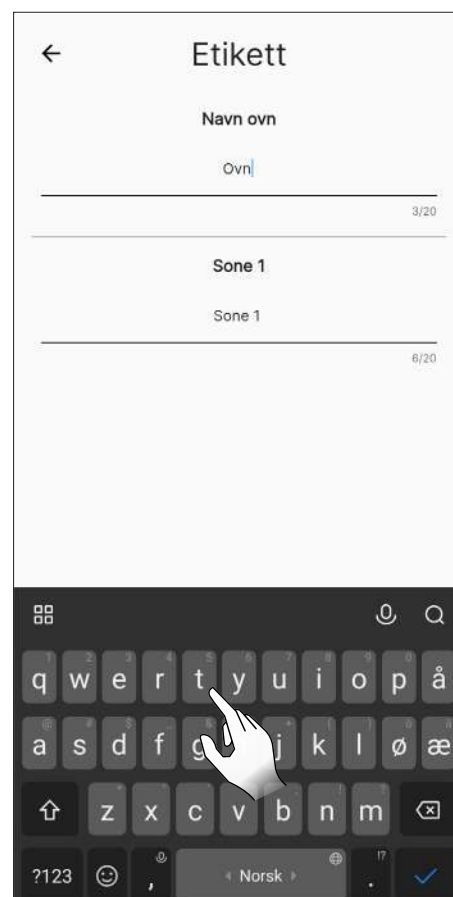 Etikett
Navn ovn
Ovn
3/20
Sone 1
Sone 1
6/20
q w e r t y u i o p å
a s d f g j k l ø æ
z x c v b n m
?123 , Norsk .